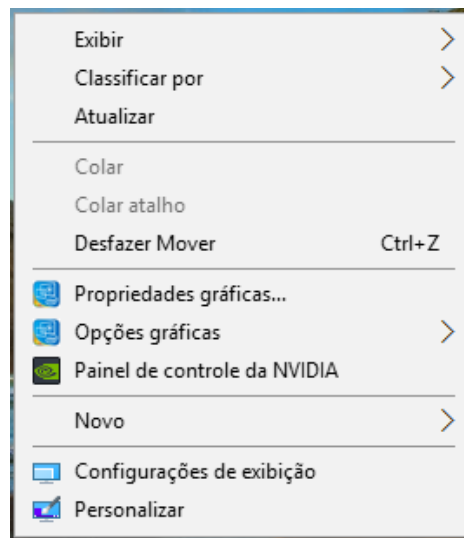 Exibir
Classificar por
Atualizar
Colar
Colar atalho
Desfazer Mover Ctrl+Z
Propriedades gráficas...
Opções gráficas
Painel de controle da NVIDIA
Novo
Configurações de exibição
Personalizar